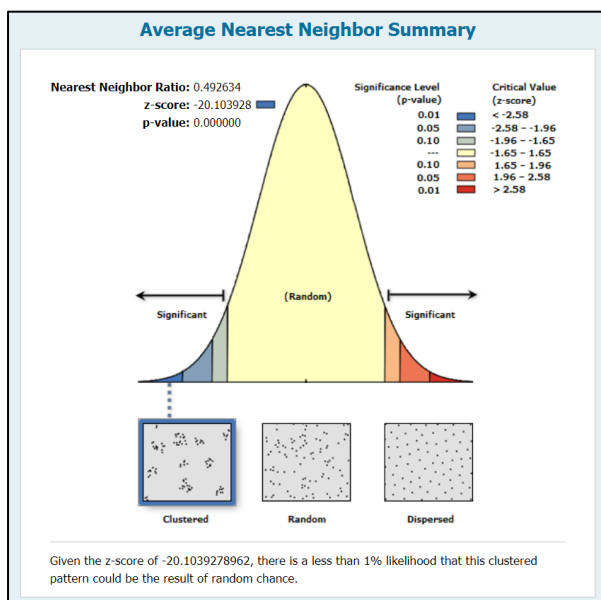 Average Nearest Neighbor Summary
Nearest Neighbor Ratio: 0.492634
z-score: -20.103928
p-value: 0.000000
Significance Level Critical Value
(p-value) (z-score)
0.01 < -2.58
0.05 -2.58 - -1.96
0.10 -1.96 - -1.65
--- -1.65 - 1.65
0.10 1.65 - 1.96
0.05 1.96 - 2.58
0.01 > 2.58
(Random)
Significant Significant
Clustered Random Dispersed
Given the z-score of -20.1039278962, there is a less than 1% likelihood that this clustered
pattern could be the result of random chance.